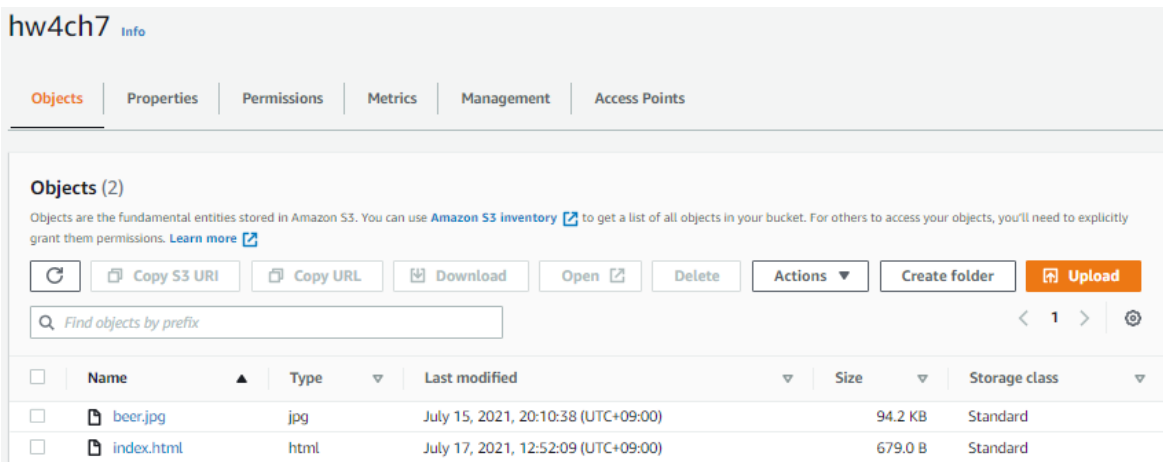 hw4ch7 Info
Objects Properties Permissions Metrics Management Access Points
Objects (2)
Objects are the fundamental entities stored in Amazon S3. You can use Amazon S3 inventory to get a list of all objects in your bucket. For others to access your objects, you'll need to explicitly
grant them permissions. Learn more
Copy S3 URI Copy URL Download Open Delete Actions Create folder Upload
Find objects by prefix 1
Name Type Last modified Size Storage class
beer.jpg jpg July 15, 2021, 20:10:38 (UTC+09:00) 94.2 KB Standard
index.html html July 17, 2021, 12:52:09 (UTC+09:00) 679.0 B Standard